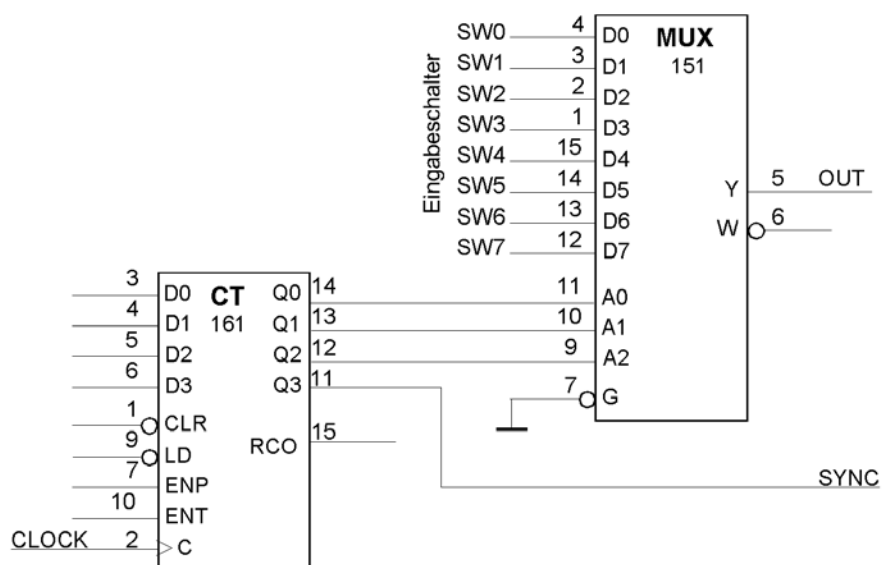 Eingabeschalter
SW0 4 D0 MUX
SW1 3 D1 151
SW2 2 D2
SW3 1 D3
SW4 15 D4
SW5 14 D5 Y 5 OUT
SW6 13 D6 W 6
SW7 12 D7
3 D0 CT Q0 14 11 A0
4 D1 161 Q1 13 10 A1
5 D2 Q2 12 9 A2
6 D3 Q3 11 7 G
1 CLR
9 LD RCO 15
7 ENP SYNC
10 ENT
CLOCK 2 C